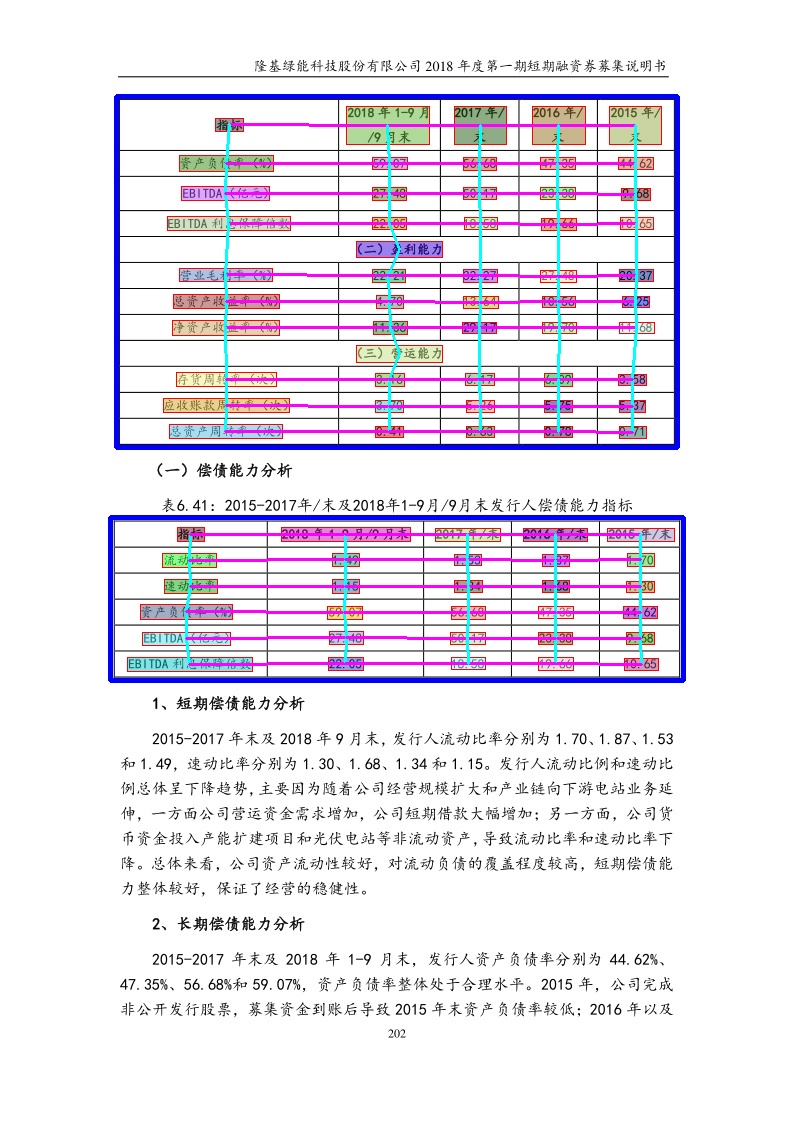 隆基绿能科技股份有限公司 2018 年度第一期短期融资券募集说明书
指标 2018 年 1-9 月/9 月末 2017 年/末 2016 年/末 2015 年/末
资产负债率（%） 59.07 56.68 47.35 44.62
EBITDA（亿元） 27.48 50.17 23.38 9.68
EBITDA 利息保障倍数 22.05 18.58 19.66 10.65
（二）盈利能力
营业毛利率（%） 22.21 32.27 27.48 20.37
总资产收益率（%） 4.70 13.64 10.56 6.25
净资产收益率（%） 11.36 29.17 11.68
（三）营运能力
存货周转率（次） 3.16 3.58
应收账款周转率（次） 3.70 5.26 5.75 5.37
总资产周转率（次） 0.41 0.63 0.78 0.71
（一）偿债能力分析
表6.41：2015-2017年/末及2018年1-9月/9月末发行人偿债能力指标
指标 2018 年 1-9 月/9 月末 2017 年/末 2016 年/末 2015 年/末
流动比率 1.49 1.53 1.87 1.70
速动比率 1.15 1.34 1.68 1.30
资产负债率（%） 59.07 56.68 47.35 44.62
EBITDA（亿元） 27.48 50.17 23.38 9.68
EBITDA 利息保障倍数 22.05 18.58 19.66 10.65
1、短期偿债能力分析
2015-2017 年末及 2018 年 9 月末，发行人流动比率分别为 1.70、1.87、1.53
和 1.49，速动比率分别为 1.30、1.68、1.34 和 1.15。发行人流动比例和速动比
例总体呈下降趋势，主要因为随着公司经营规模扩大和产业链向下游电站业务延
伸，一方面公司营运资金需求增加，公司短期借款大幅增加；另一方面，公司货
币资金投入产能扩建项目和光伏电站等非流动资产，导致流动比率和速动比率下
降。总体来看，公司资产流动性较好，对流动负债的覆盖程度较高，短期偿债能
力整体较好，保证了经营的稳健性。
2、长期偿债能力分析
2015-2017 年末及 2018 年 1-9 月末，发行人资产负债率分别为 44.62%、
47.35%、56.68%和 59.07%，资产负债率整体处于合理水平。2015 年，公司完成
非公开发行股票，募集资金到账后导致 2015 年末资产负债率较低；2016 年以及
202